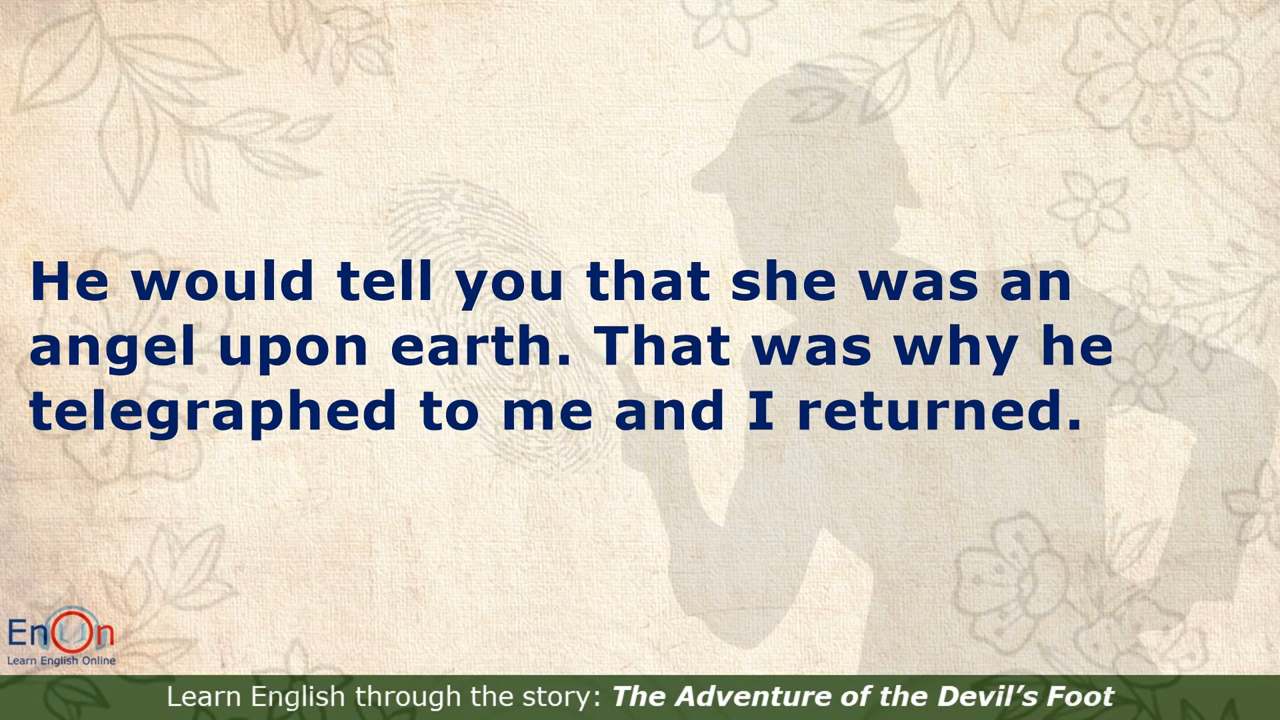 He would tell you that she was an
angel upon earth. That was why he
telegraphed to me and I returned.
EnOn
Learn English Online
Learn English through the story: The Adventure of the Devil’s Foot